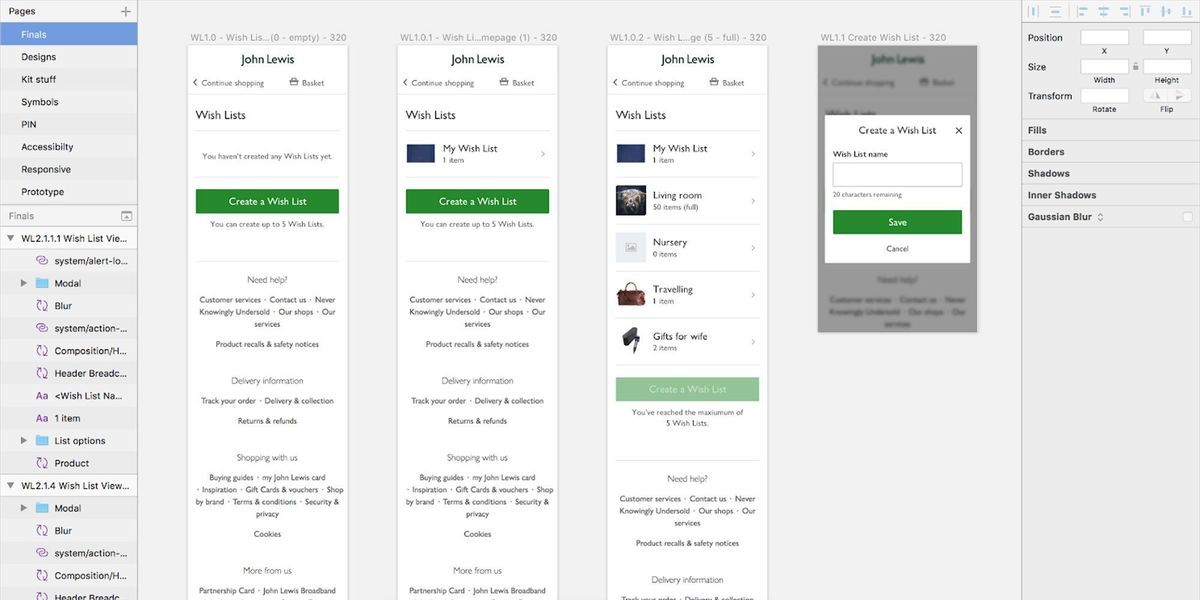 Pages
Finals
Designs
Kit stuff
Symbols
PIN
Accessibilty
Responsive
Prototype
Finals
WL2.1.1.1 Wish List Vie...
system/alert-lo...
Modal
Blur
system/action-...
Composition/H...
Header Breadc...
Aa <Wish List Na...
Aa 1 item
List options
Product
WL2.1.4 Wish List View...
Modal
Blur
system/action-...
Composition/H...
Header Breadc...
WL1.0 - Wish Lis...(0 - empty) - 320
John Lewis
Continue shopping
Basket
Wish Lists
You haven't created any Wish Lists yet.
Create a Wish List
You can create up to 5 Wish Lists.
Need help?
Customer services · Contact us · Never
Knowingly Undersold · Our shops · Our
services
Product recalls & safety notices
Delivery information
Track your order · Delivery & collection
Returns & refunds
Shopping with us
Buying guides · my John Lewis card
· Inspiration · Gift Cards & vouchers · Shop
by brand · Terms & conditions · Security &
privacy
Cookies
More from us
Partnership Card · John Lewis Broadband
WL1.0.1 - Wish Li...mepage (1) - 320
John Lewis
Continue shopping
Basket
Wish Lists
My Wish List
1 item
Create a Wish List
You can create up to 5 Wish Lists.
Need help?
Customer services · Contact us · Never
Knowingly Undersold · Our shops · Our
services
Product recalls & safety notices
Delivery information
Track your order · Delivery & collection
Returns & refunds
Shopping with us
Buying guides · my John Lewis card
· Inspiration · Gift Cards & vouchers · Shop
by brand · Terms & conditions · Security &
privacy
Cookies
More from us
Partnership Card · John Lewis Broadband
WL1.0.2 - Wish L...ge (5 - full) - 320
John Lewis
Continue shopping
Basket
Wish Lists
My Wish List
1 item
Living room
50 items (full)
Nursery
0 items
Travelling
1 item
Gifts for wife
2 items
Create a Wish List
You've reached the maxiumum of
5 Wish Lists.
Need help?
Customer services · Contact us · Never
Knowingly Undersold · Our shops · Our
services
Product recalls & safety notices
Delivery information
Track your order · Delivery & collection
WL1.1 Create Wish List - 320
John Lewis
Continue shopping
Basket
Wish Lists
Create a Wish List
Wish List name
20 characters remaining
Save
Cancel
Need help?
Customer services · Contact us · Never
Knowingly Undersold · Our shops · Our
services
Position
X
Y
Size
Width
Height
Transform
Rotate
Flip
Fills
Borders
Shadows
Inner Shadows
Gaussian Blur